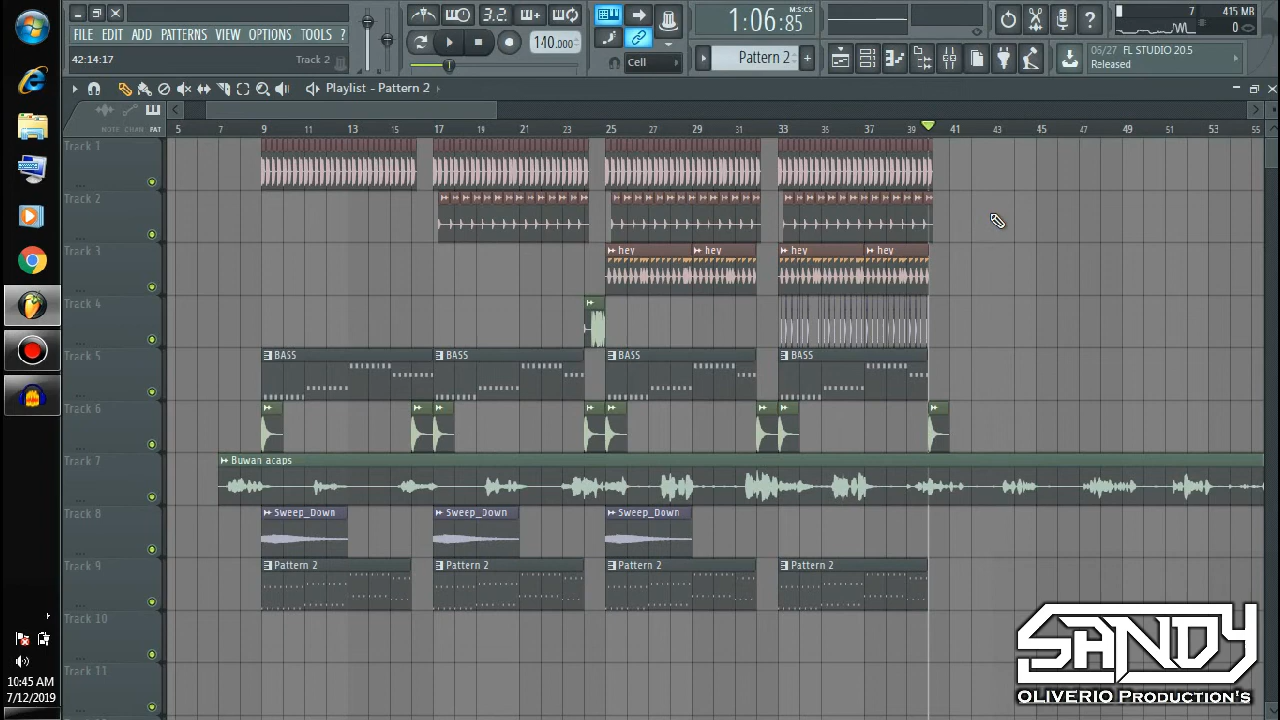 FILE EDIT ADD PATTERNS VIEW OPTIONS TOOLS ?
42:14:17 Track 2
3.2.
140.000
Cell
1:06:85
Pattern 2
7 415 MB
0
06/27 FL STUDIO 20.5
Released
Playlist - Pattern 2
NOTE CHAN PAT
5 7 9 11 13 15 17 19 21 23 25 27 29 31 33 35 37 39 41 43 45 47 49 51 53 55
Track 1
Track 2
Track 3
hey hey hey hey
Track 4
Track 5
BASS BASS BASS BASS
Track 6
Track 7
Buwan acaps
Track 8
Sweep_Down Sweep_Down Sweep_Down
Track 9
Pattern 2 Pattern 2 Pattern 2 Pattern 2
Track 10
Track 11
10:45 AM
7/12/2019
SANDY
OLIVERIO PRODUCTION'S